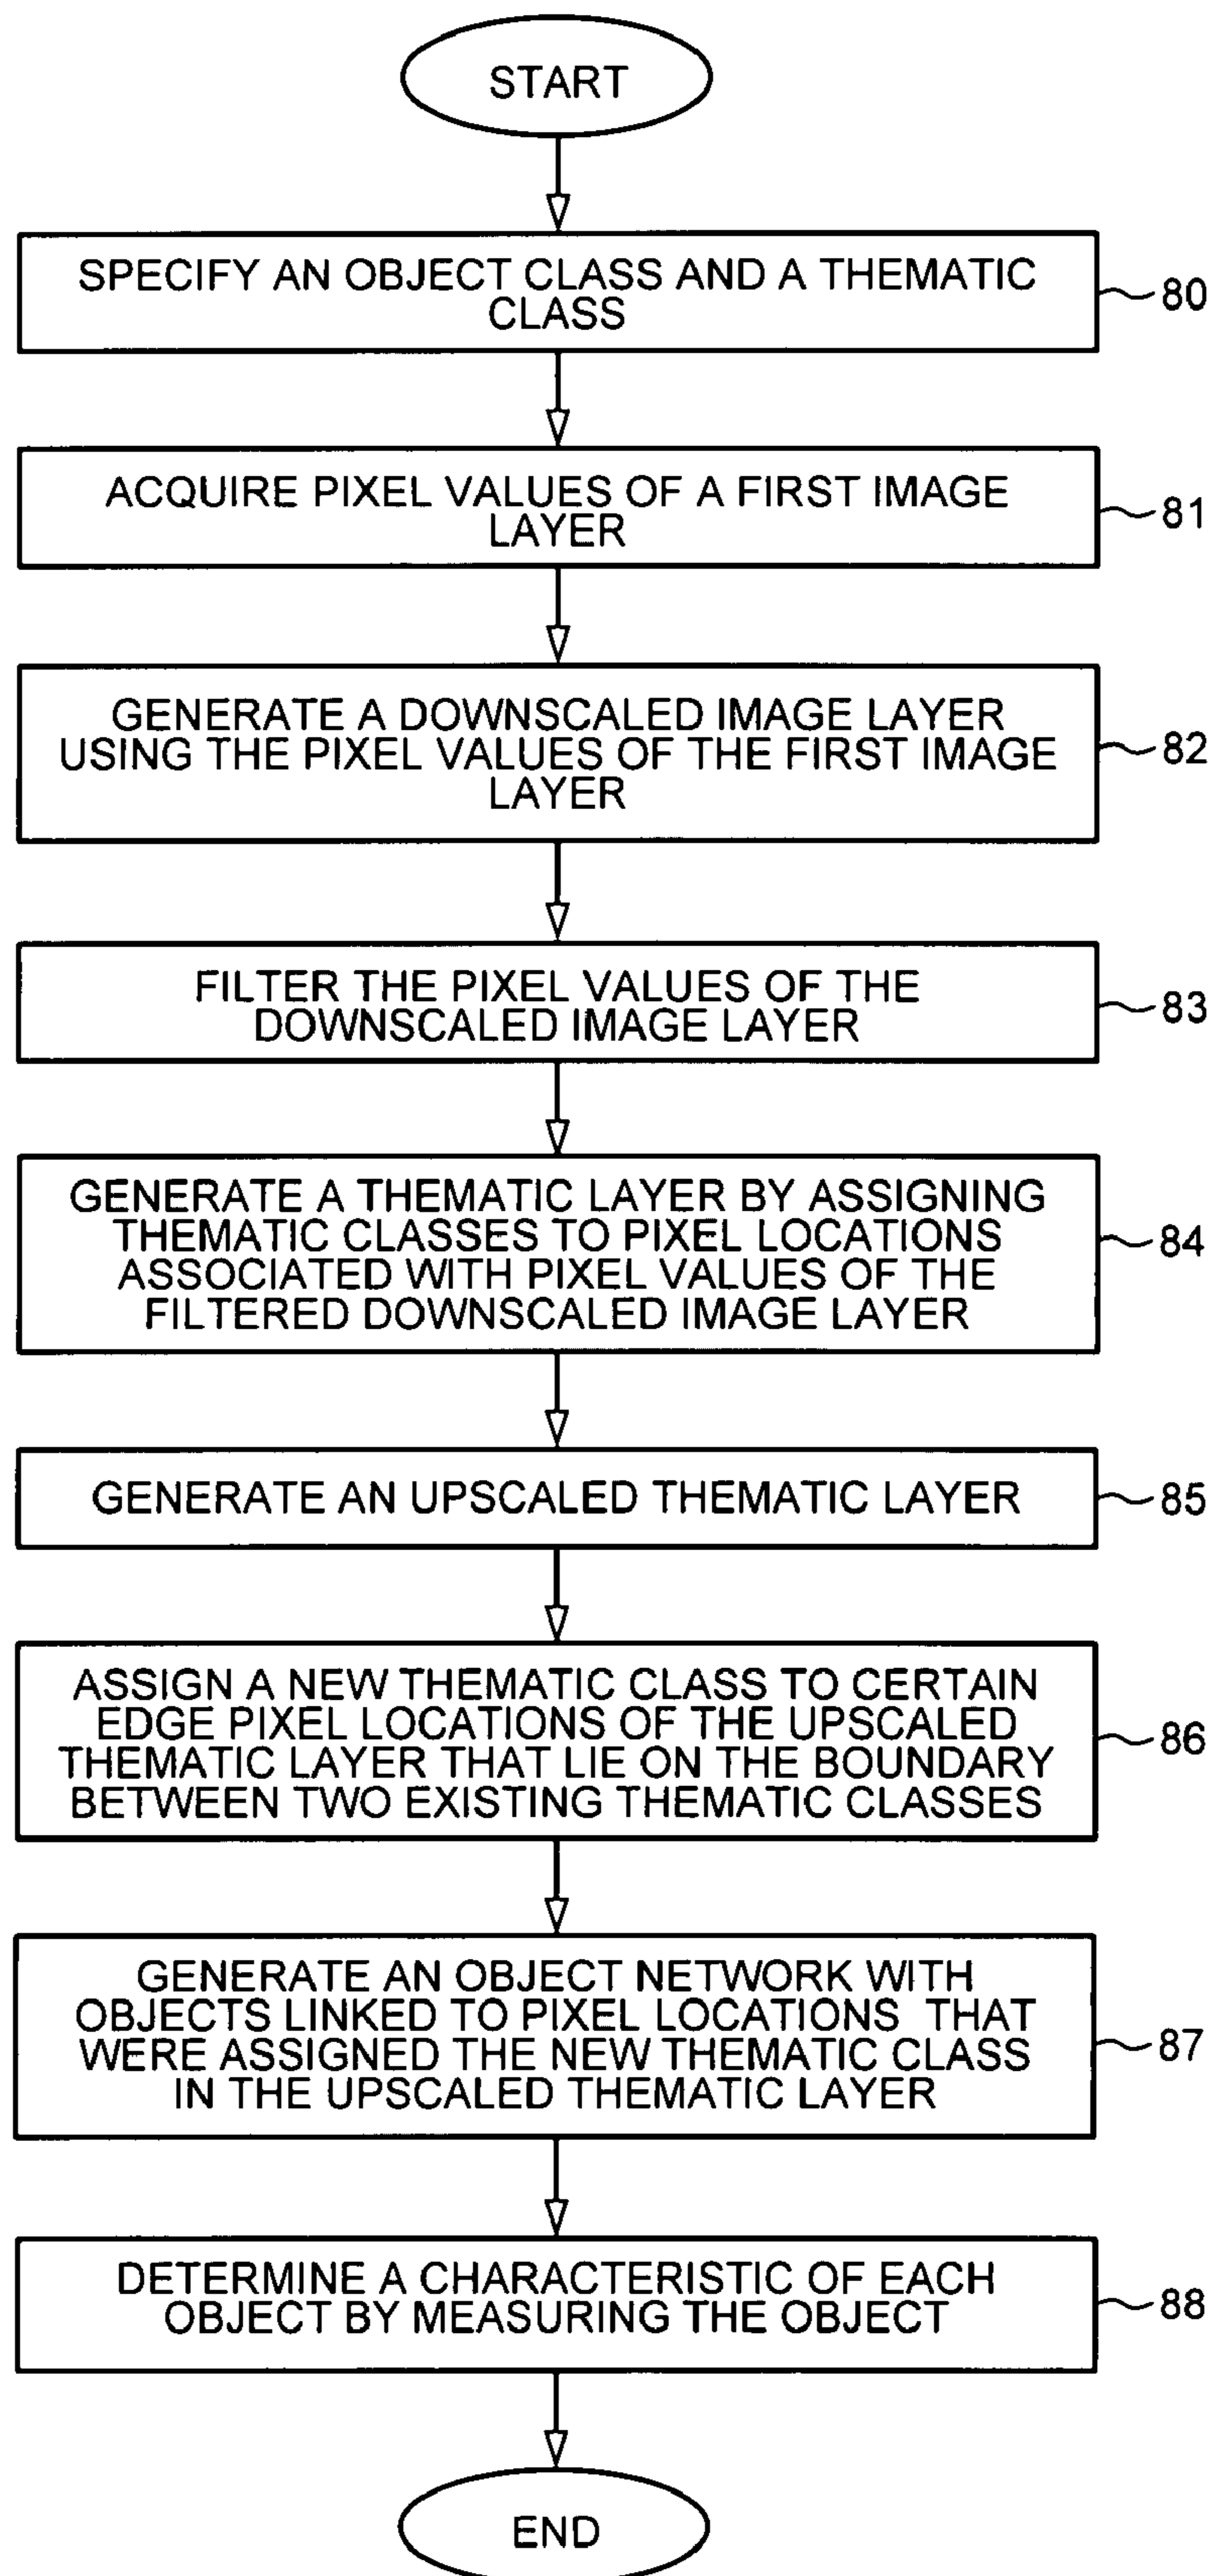 START
SPECIFY AN OBJECT CLASS AND A THEMATIC
CLASS
80
ACQUIRE PIXEL VALUES OF A FIRST IMAGE
LAYER
81
GENERATE A DOWNSCALED IMAGE LAYER
USING THE PIXEL VALUES OF THE FIRST IMAGE
LAYER
82
FILTER THE PIXEL VALUES OF THE
DOWNSCALED IMAGE LAYER
83
GENERATE A THEMATIC LAYER BY ASSIGNING
THEMATIC CLASSES TO PIXEL LOCATIONS
ASSOCIATED WITH PIXEL VALUES OF THE
FILTERED DOWNSCALED IMAGE LAYER
84
GENERATE AN UPSCALED THEMATIC LAYER
85
ASSIGN A NEW THEMATIC CLASS TO CERTAIN
EDGE PIXEL LOCATIONS OF THE UPSCALED
THEMATIC LAYER THAT LIE ON THE BOUNDARY
BETWEEN TWO EXISTING THEMATIC CLASSES
86
GENERATE AN OBJECT NETWORK WITH
OBJECTS LINKED TO PIXEL LOCATIONS THAT
WERE ASSIGNED THE NEW THEMATIC CLASS
IN THE UPSCALED THEMATIC LAYER
87
DETERMINE A CHARACTERISTIC OF EACH
OBJECT BY MEASURING THE OBJECT
88
END